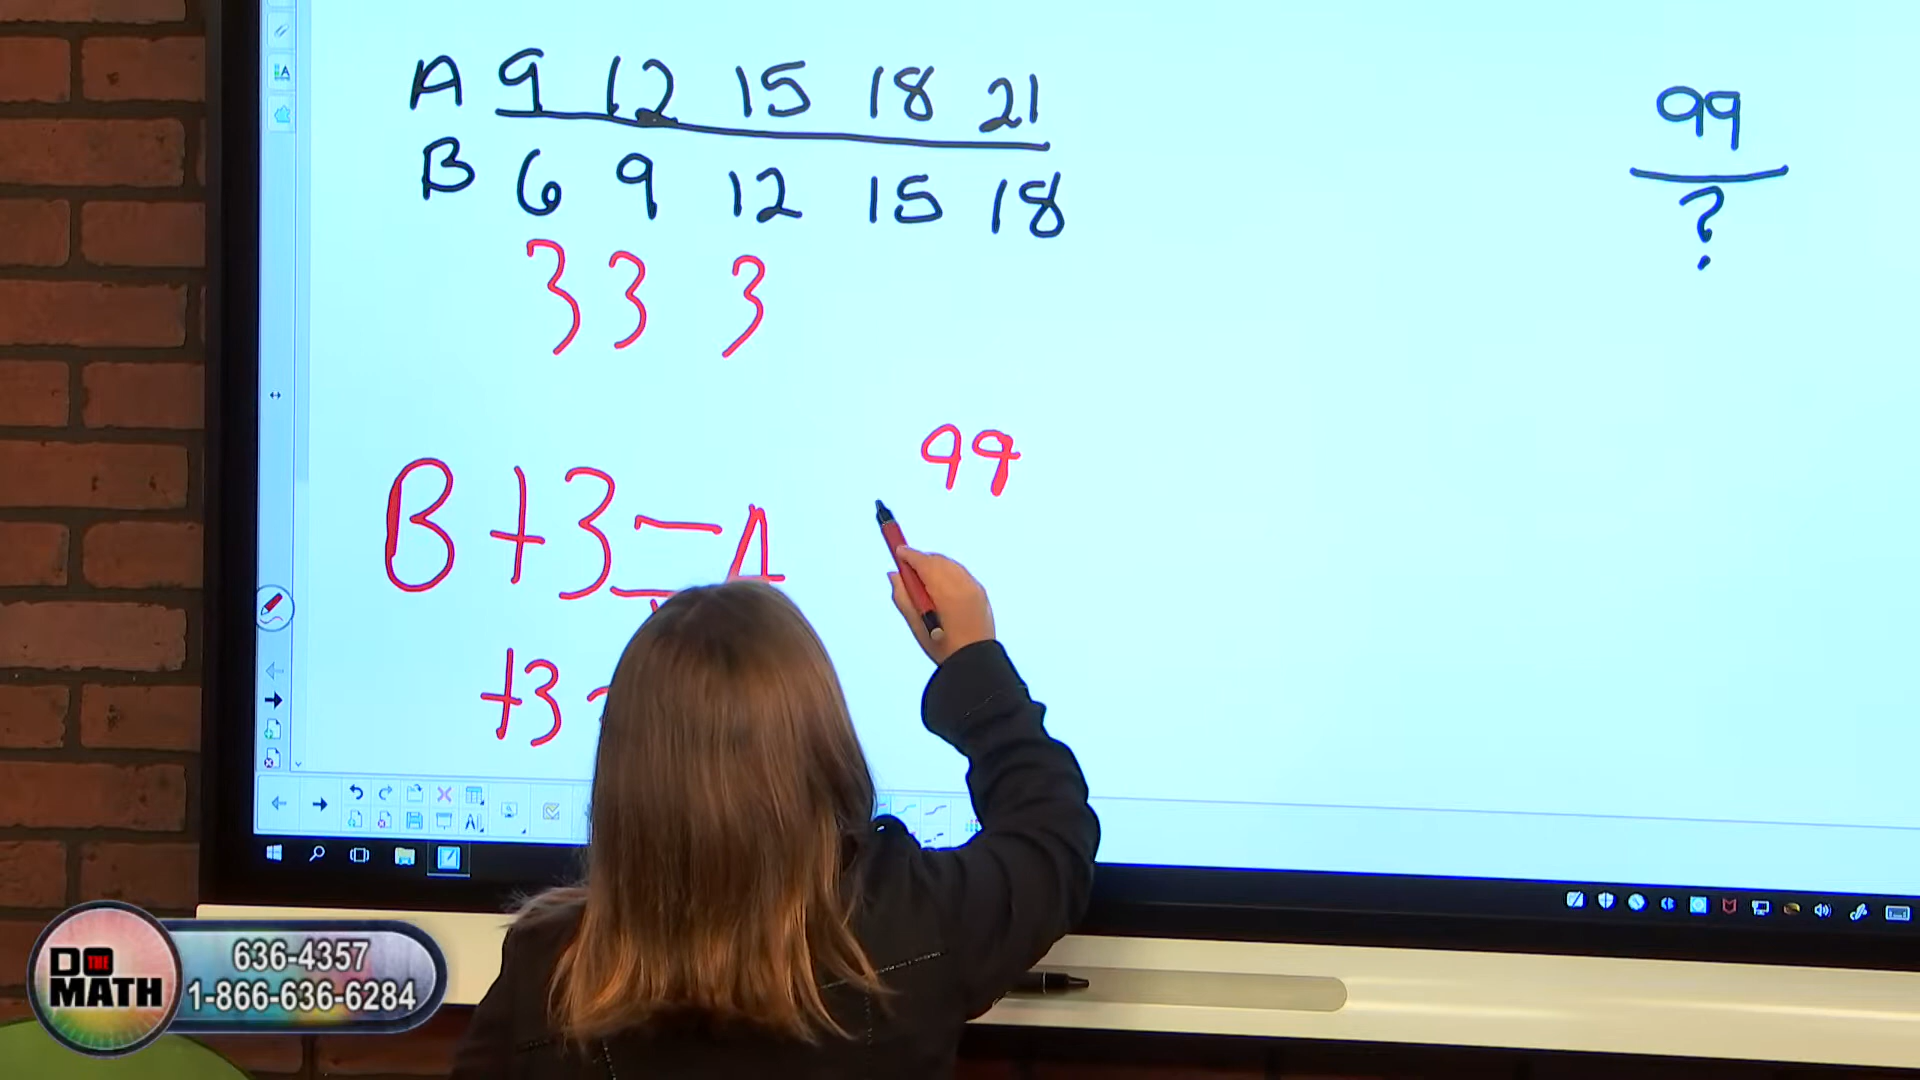 A 9 12 15 18 21
B 6 9 12 15 18
3 3 3
99
?
99
B + 3 = A
+3
DO THE MATH
636-4357
1-866-636-6284